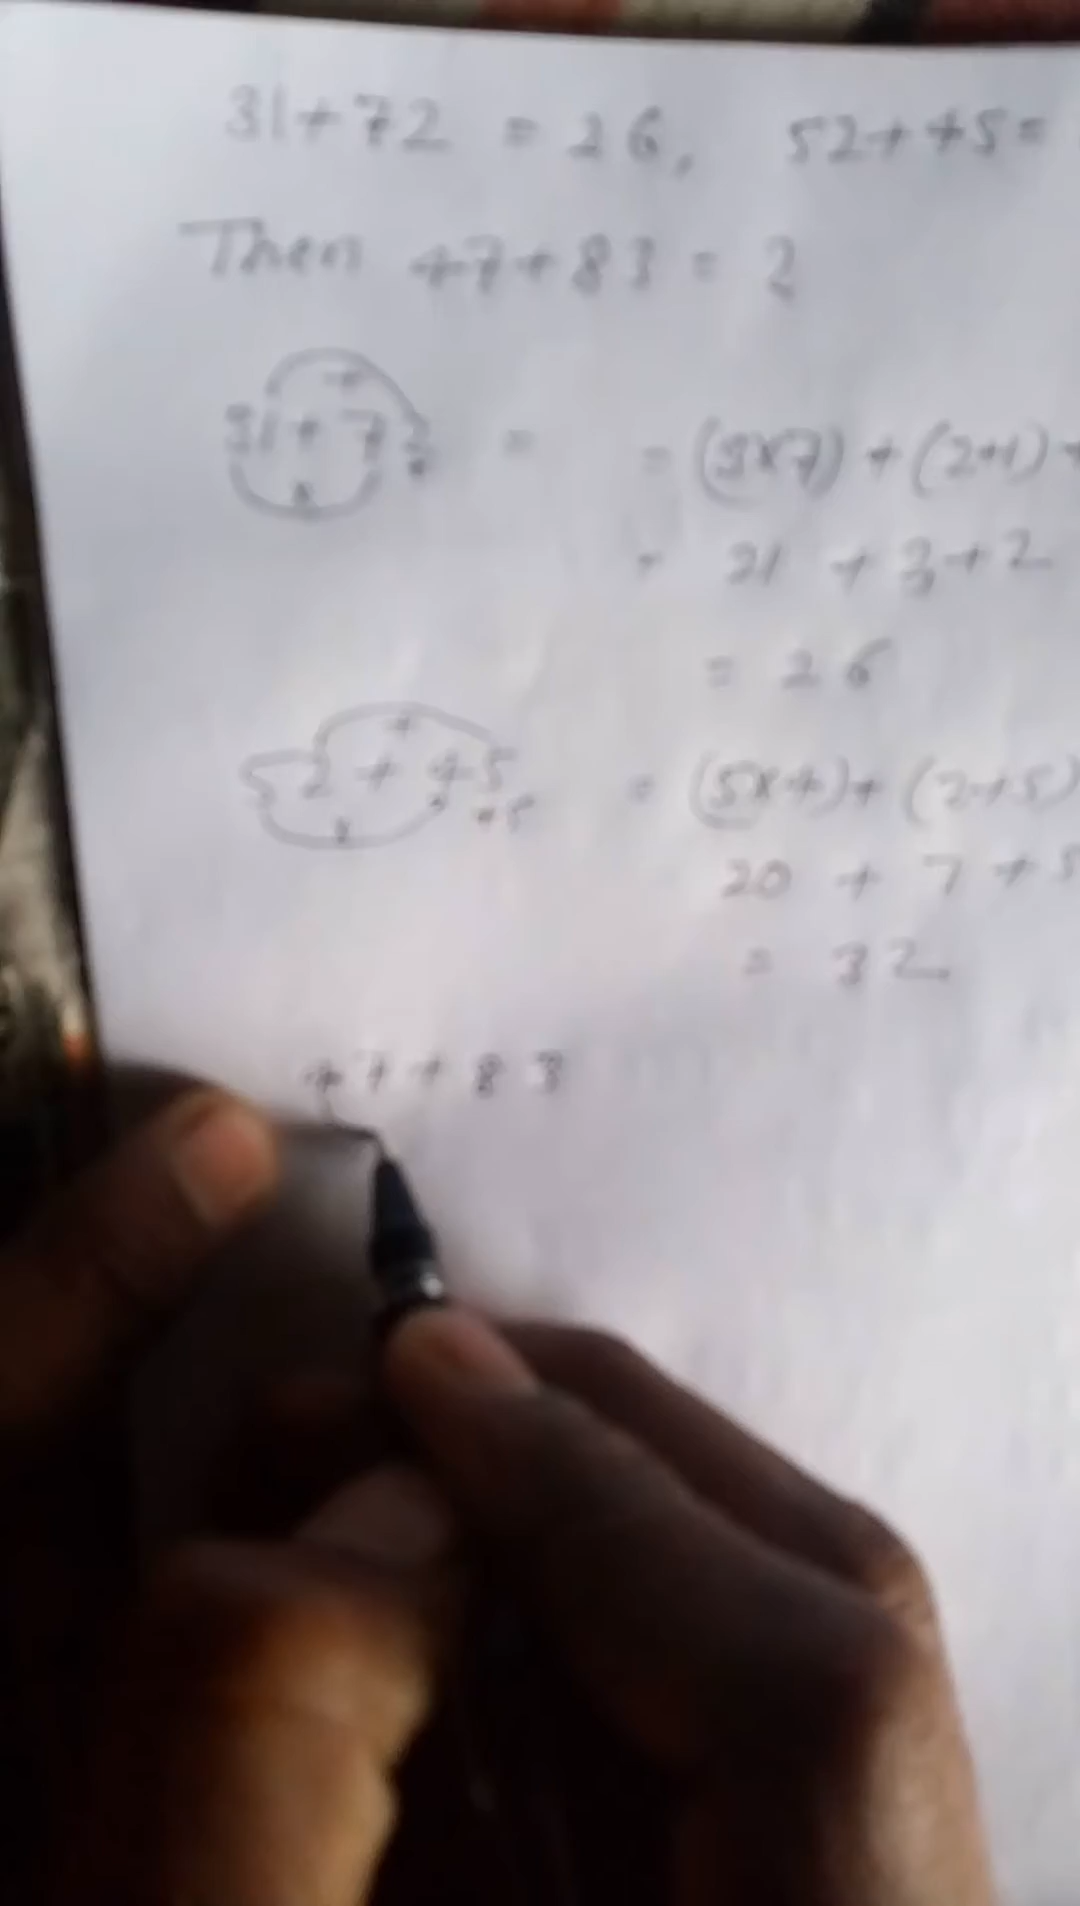 31+72 = 26, 52+45=
Then 47+83 = ?
31+72 = = (3×7) + (2+1) +
= 21 + 3+2
= 26
52 + 45 = (5×4)+ (2+5)
20 + 7 + 5
= 32
47+83